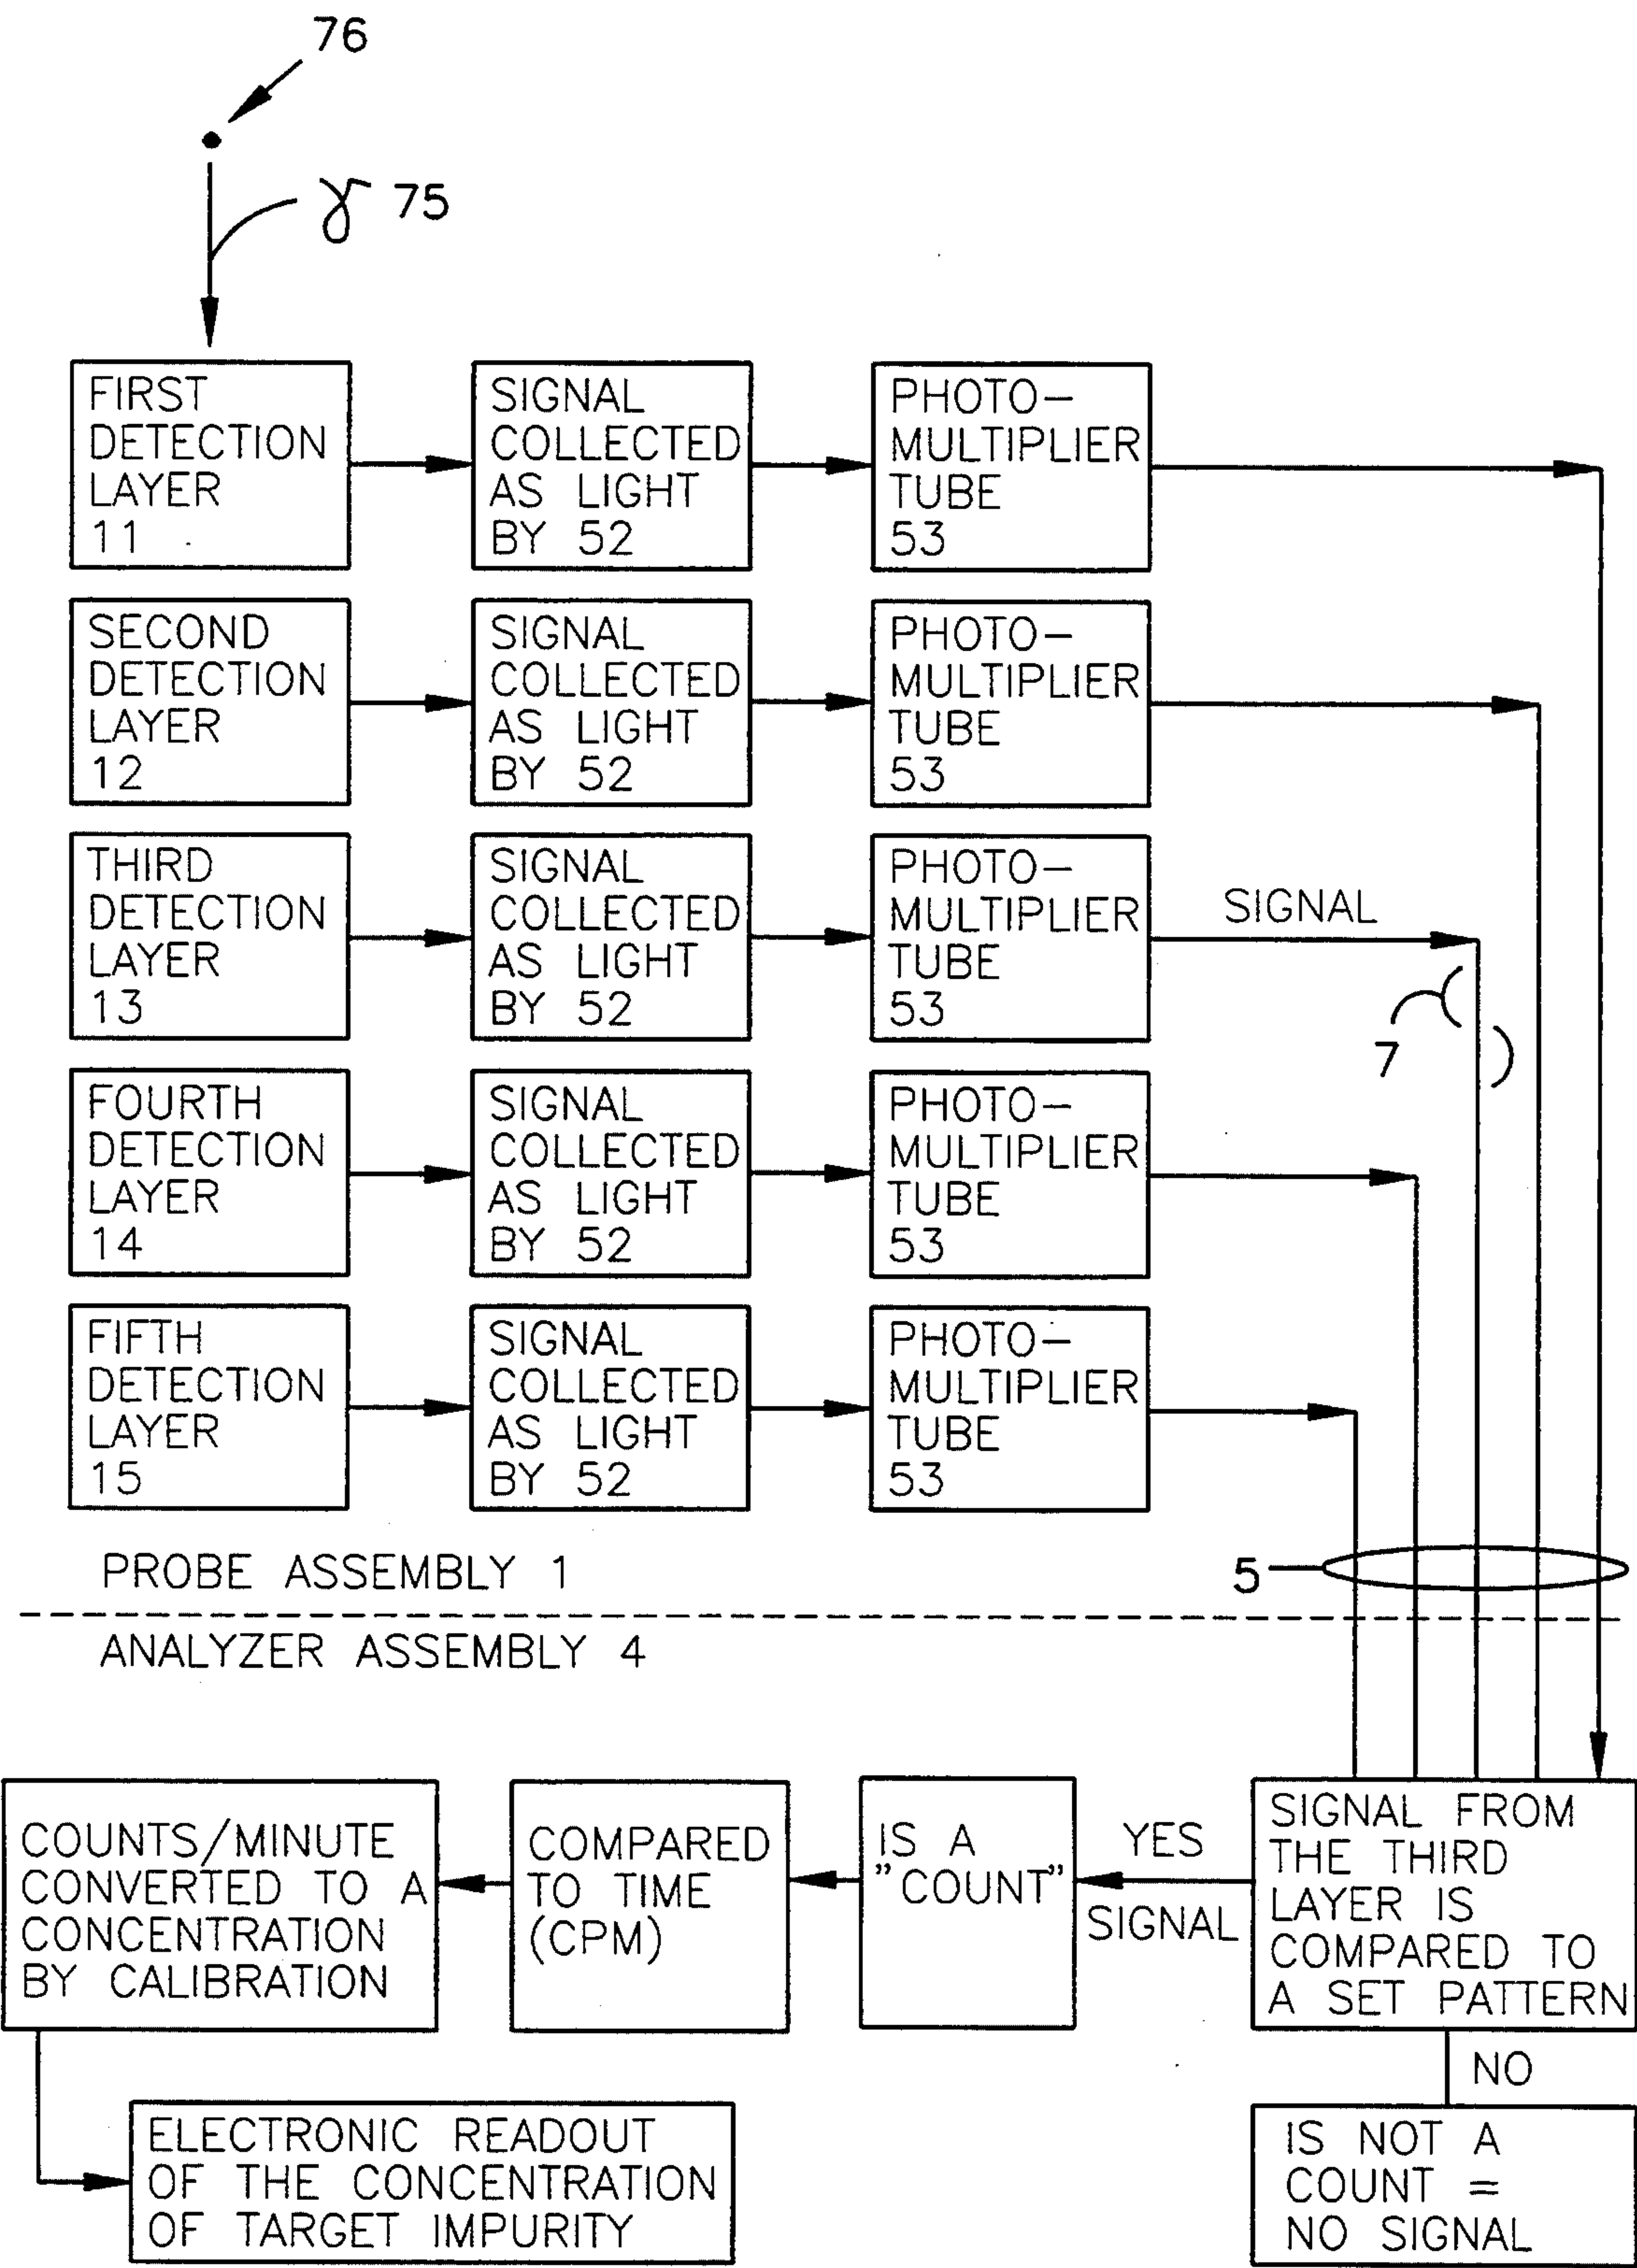 76
γ 75
FIRST
DETECTION
LAYER
11
SIGNAL
COLLECTED
AS LIGHT
BY 52
PHOTO-
MULTIPLIER
TUBE
53
SECOND
DETECTION
LAYER
12
SIGNAL
COLLECTED
AS LIGHT
BY 52
PHOTO-
MULTIPLIER
TUBE
53
THIRD
DETECTION
LAYER
13
SIGNAL
COLLECTED
AS LIGHT
BY 52
PHOTO-
MULTIPLIER
TUBE
53
SIGNAL
7
FOURTH
DETECTION
LAYER
14
SIGNAL
COLLECTED
AS LIGHT
BY 52
PHOTO-
MULTIPLIER
TUBE
53
FIFTH
DETECTION
LAYER
15
SIGNAL
COLLECTED
AS LIGHT
BY 52
PHOTO-
MULTIPLIER
TUBE
53
PROBE ASSEMBLY 1
5
ANALYZER ASSEMBLY 4
COUNTS/MINUTE
CONVERTED TO A
CONCENTRATION
BY CALIBRATION
COMPARED
TO TIME
(CPM)
IS A
"COUNT"
YES
SIGNAL
SIGNAL FROM
THE THIRD
LAYER IS
COMPARED TO
A SET PATTERN
NO
ELECTRONIC READOUT
OF THE CONCENTRATION
OF TARGET IMPURITY
IS NOT A
COUNT =
NO SIGNAL